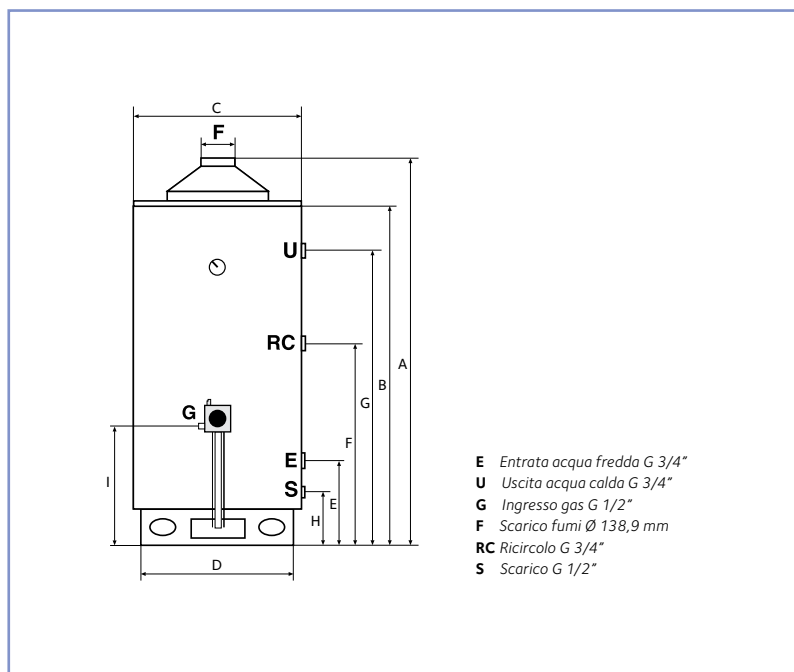 C
F
U
RC
G
E
S
A
B
G
F
E
H
I
D
E Entrata acqua fredda G 3/4”
U Uscita acqua calda G 3/4”
G Ingresso gas G 1/2”
F Scarico fumi Ø 138,9 mm
RC Ricircolo G 3/4”
S Scarico G 1/2”